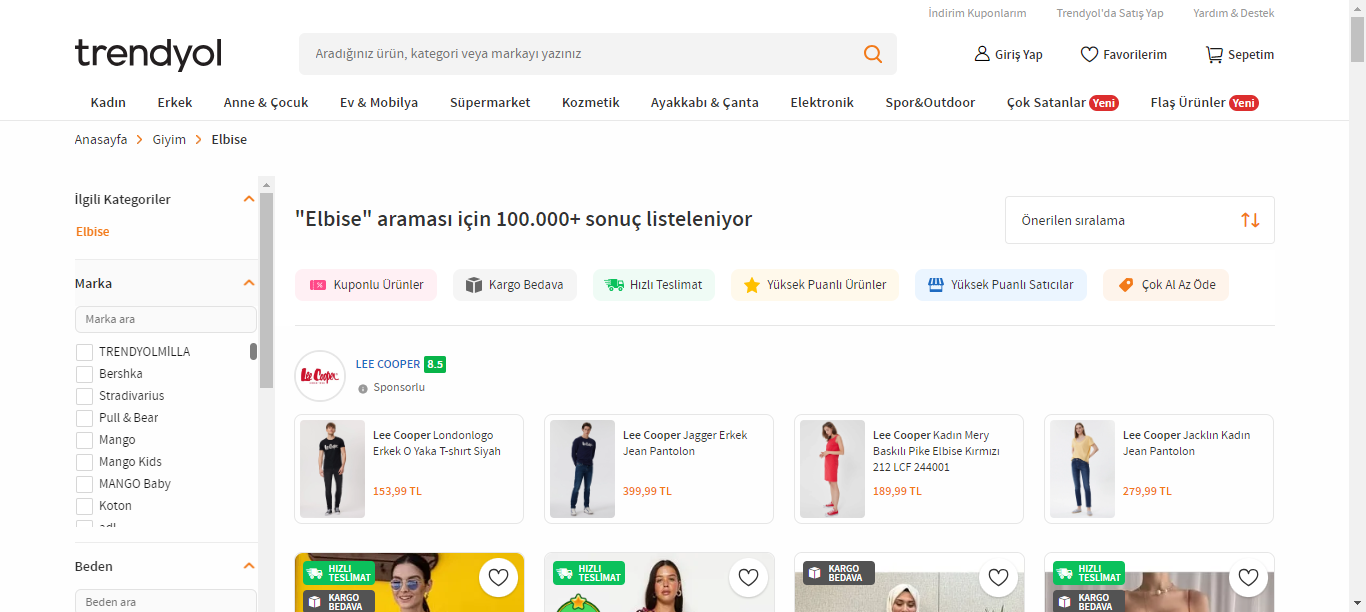 İndirim Kuponlarım Trendyol'da Satış Yap Yardım & Destek
trendyol
Aradığınız ürün, kategori veya markayı yazınız
Giriş Yap Favorilerim Sepetim
Kadın Erkek Anne & Çocuk Ev & Mobilya Süpermarket Kozmetik Ayakkabı & Çanta Elektronik Spor&Outdoor Çok Satanlar Yeni Flaş Ürünler Yeni
Anasayfa Giyim Elbise
İlgili Kategoriler
Elbise
Marka
Marka ara
TRENDYOLMİLLA
Bershka
Stradivarius
Pull & Bear
Mango
Mango Kids
MANGO Baby
Koton
adL
Beden
Beden ara
"Elbise" araması için 100.000+ sonuç listeleniyor
Önerilen sıralama
Kuponlu Ürünler Kargo Bedava Hızlı Teslimat Yüksek Puanlı Ürünler Yüksek Puanlı Satıcılar Çok Al Az Öde
Lee Cooper
LEE COOPER 8.5
Sponsorlu
Lee Cooper Londonlogo
Erkek O Yaka T-shırt Siyah
153,99 TL
Lee Cooper Jagger Erkek
Jean Pantolon
399,99 TL
Lee Cooper Kadın Mery
Baskılı Pike Elbise Kırmızı
212 LCF 244001
189,99 TL
Lee Cooper Jacklın Kadın
Jean Pantolon
279,99 TL
HIZLI
TESLİMAT
KARGO
BEDAVA
HIZLI
TESLİMAT
KARGO
BEDAVA
HIZLI
TESLİMAT
KARGO
BEDAVA